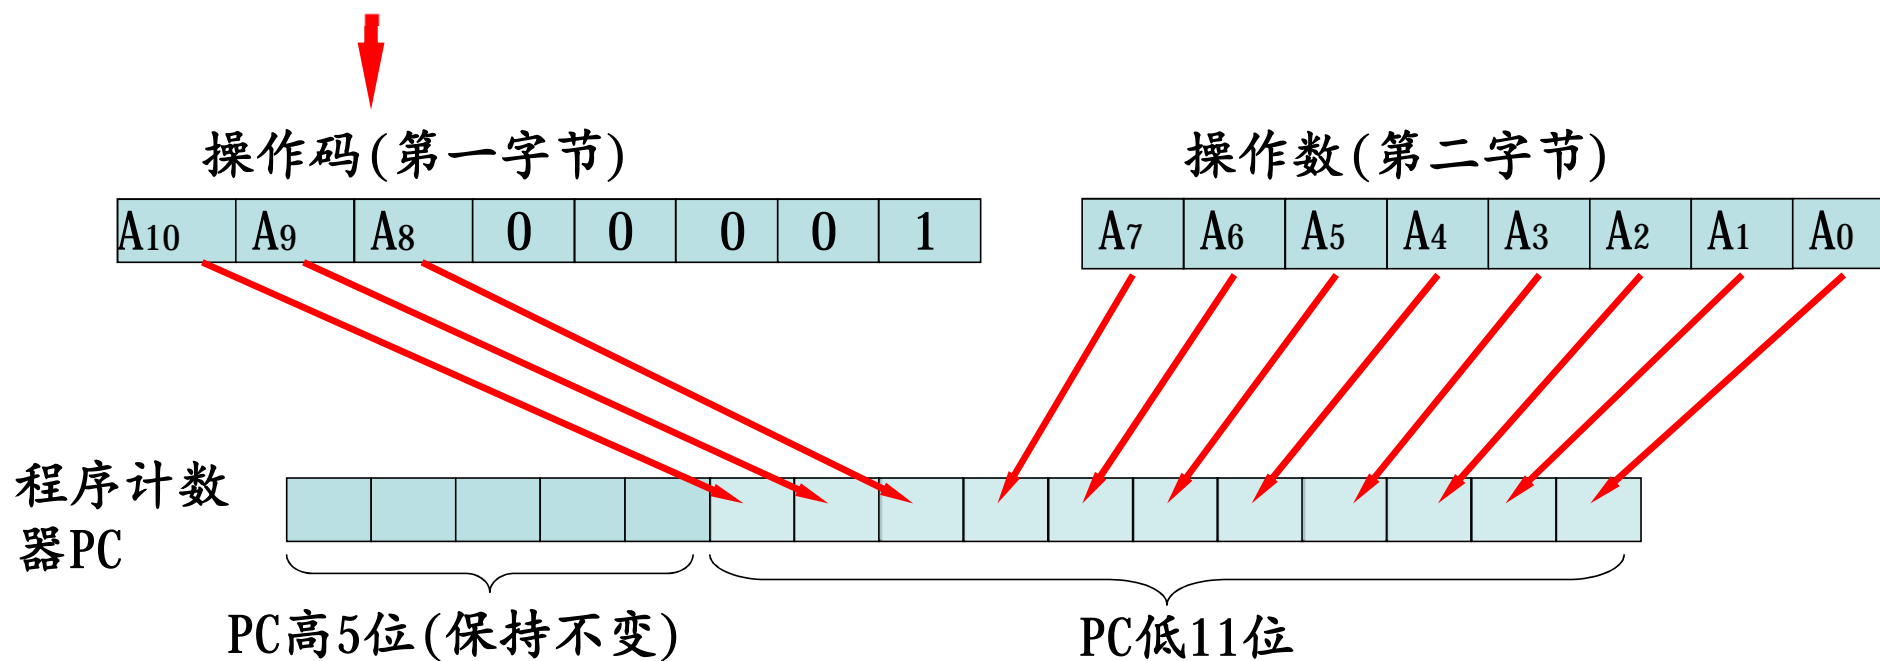 操作码(第一字节)
操作数(第二字节)
A10 A9 A8 0 0 0 0 1
A7 A6 A5 A4 A3 A2 A1 A0
程序计数
器PC
PC高5位(保持不变)
PC低11位